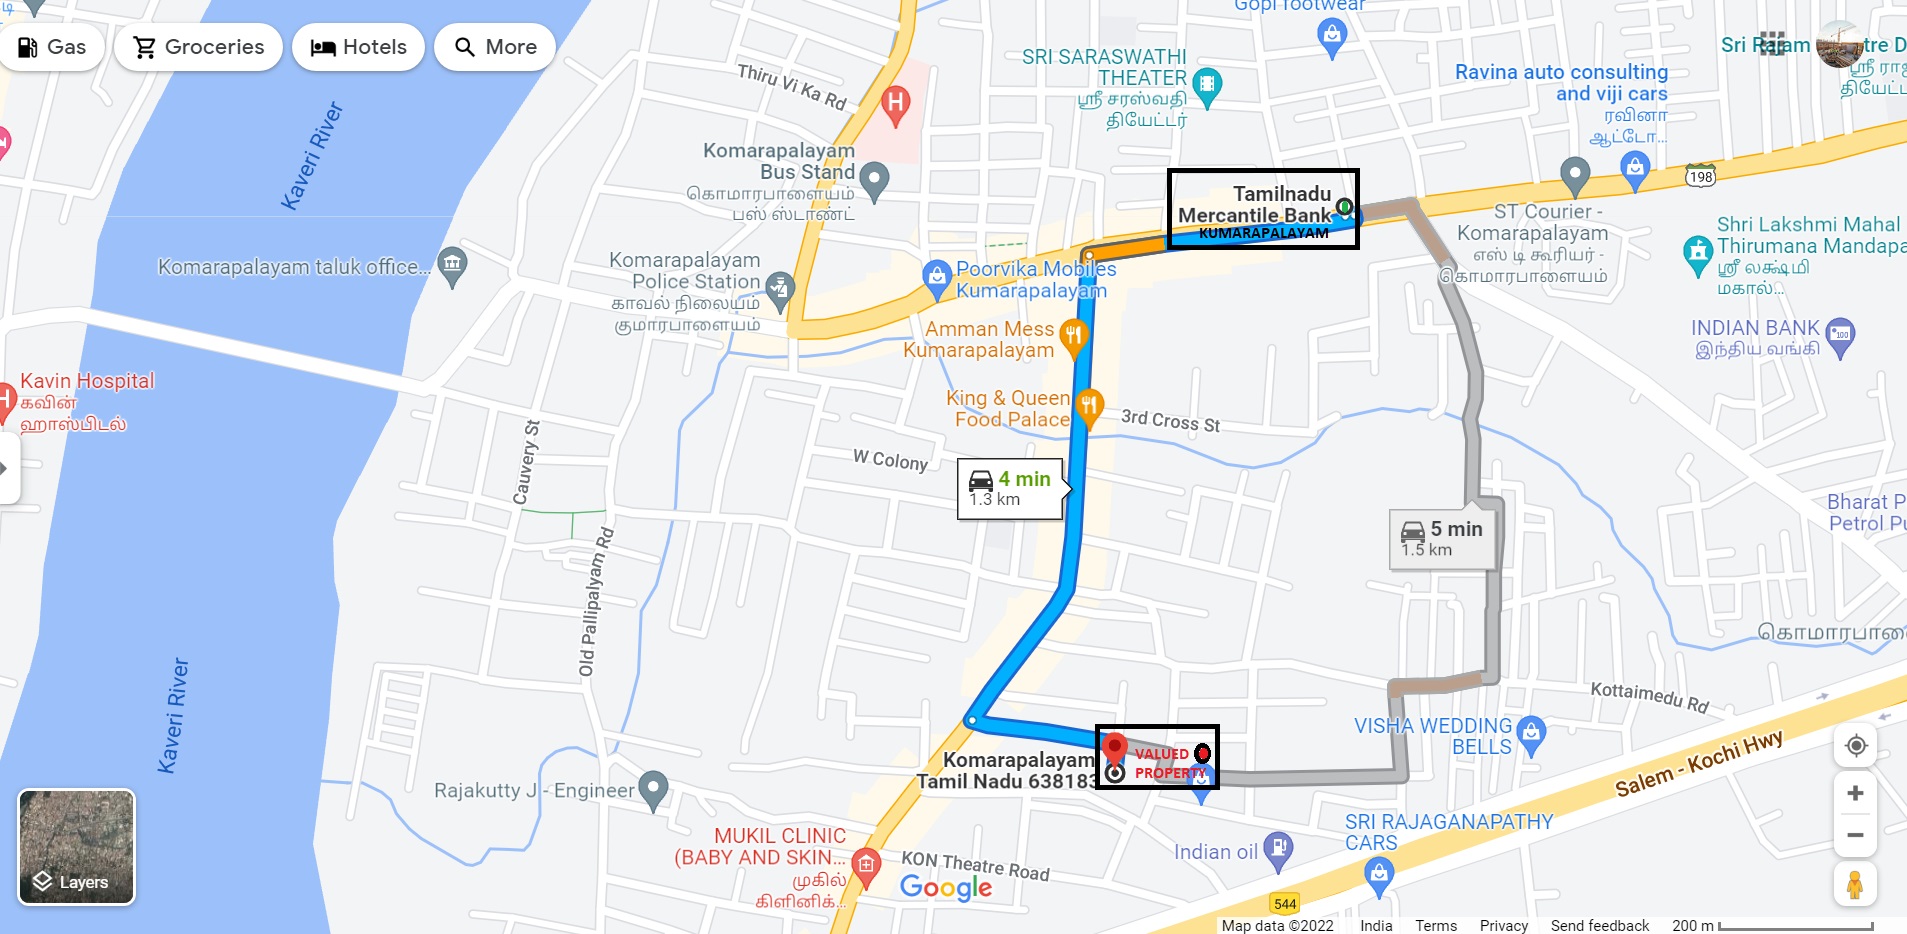 Gas
Groceries
Hotels
More
Gopi footwear
SRI SARASWATHI
THEATER
ஸ்ரீ சரஸ்வதி
தியேட்டர்
Ravina auto consulting
and viji cars
ரவினா
ஆட்டோ...
Thiru Vi Ka Rd
Kaveri River
H
Komarapalayam
Bus Stand
கொமாரபாளையம்
பஸ் ஸ்டாண்ட்
Tamilnadu
Mercantile Bank
KUMARAPALAYAM
198
ST Courier -
Komarapalayam
எஸ் டி கூரியர் -
கொமாரபாளையம்
Shri Lakshmi Mahal
Thirumana Mandapa
ஸ்ரீ லக்ஷ்மி
மகால்...
Komarapalayam taluk office...
Komarapalayam
Police Station
காவல் நிலையம்
குமாரபாளையம்
Poorvika Mobiles
Kumarapalayam
Amman Mess
Kumarapalayam
INDIAN BANK
இந்திய வங்கி
Kavin Hospital
கவின்
ஹாஸ்பிடல்
King & Queen
Food Palace
3rd Cross St
Cauvery St
W Colony
4 min
1.3 km
5 min
1.5 km
Bharat P
Petrol Pu
Old Pallipalyam Rd
கொமாரபாளை
Kaveri River
Kottaimedu Rd
VISHA WEDDING
BELLS
Salem - Kochi Hwy
Komarapalayam
Tamil Nadu 638183
VALUED
PROPERTY
Rajakutty J - Engineer
MUKIL CLINIC
(BABY AND SKIN...
முகில்
கிளினிக்...
KON Theatre Road
Indian oil
SRI RAJAGANAPATHY
CARS
544
Layers
Google
Map data ©2022 India Terms Privacy Send feedback 200 m